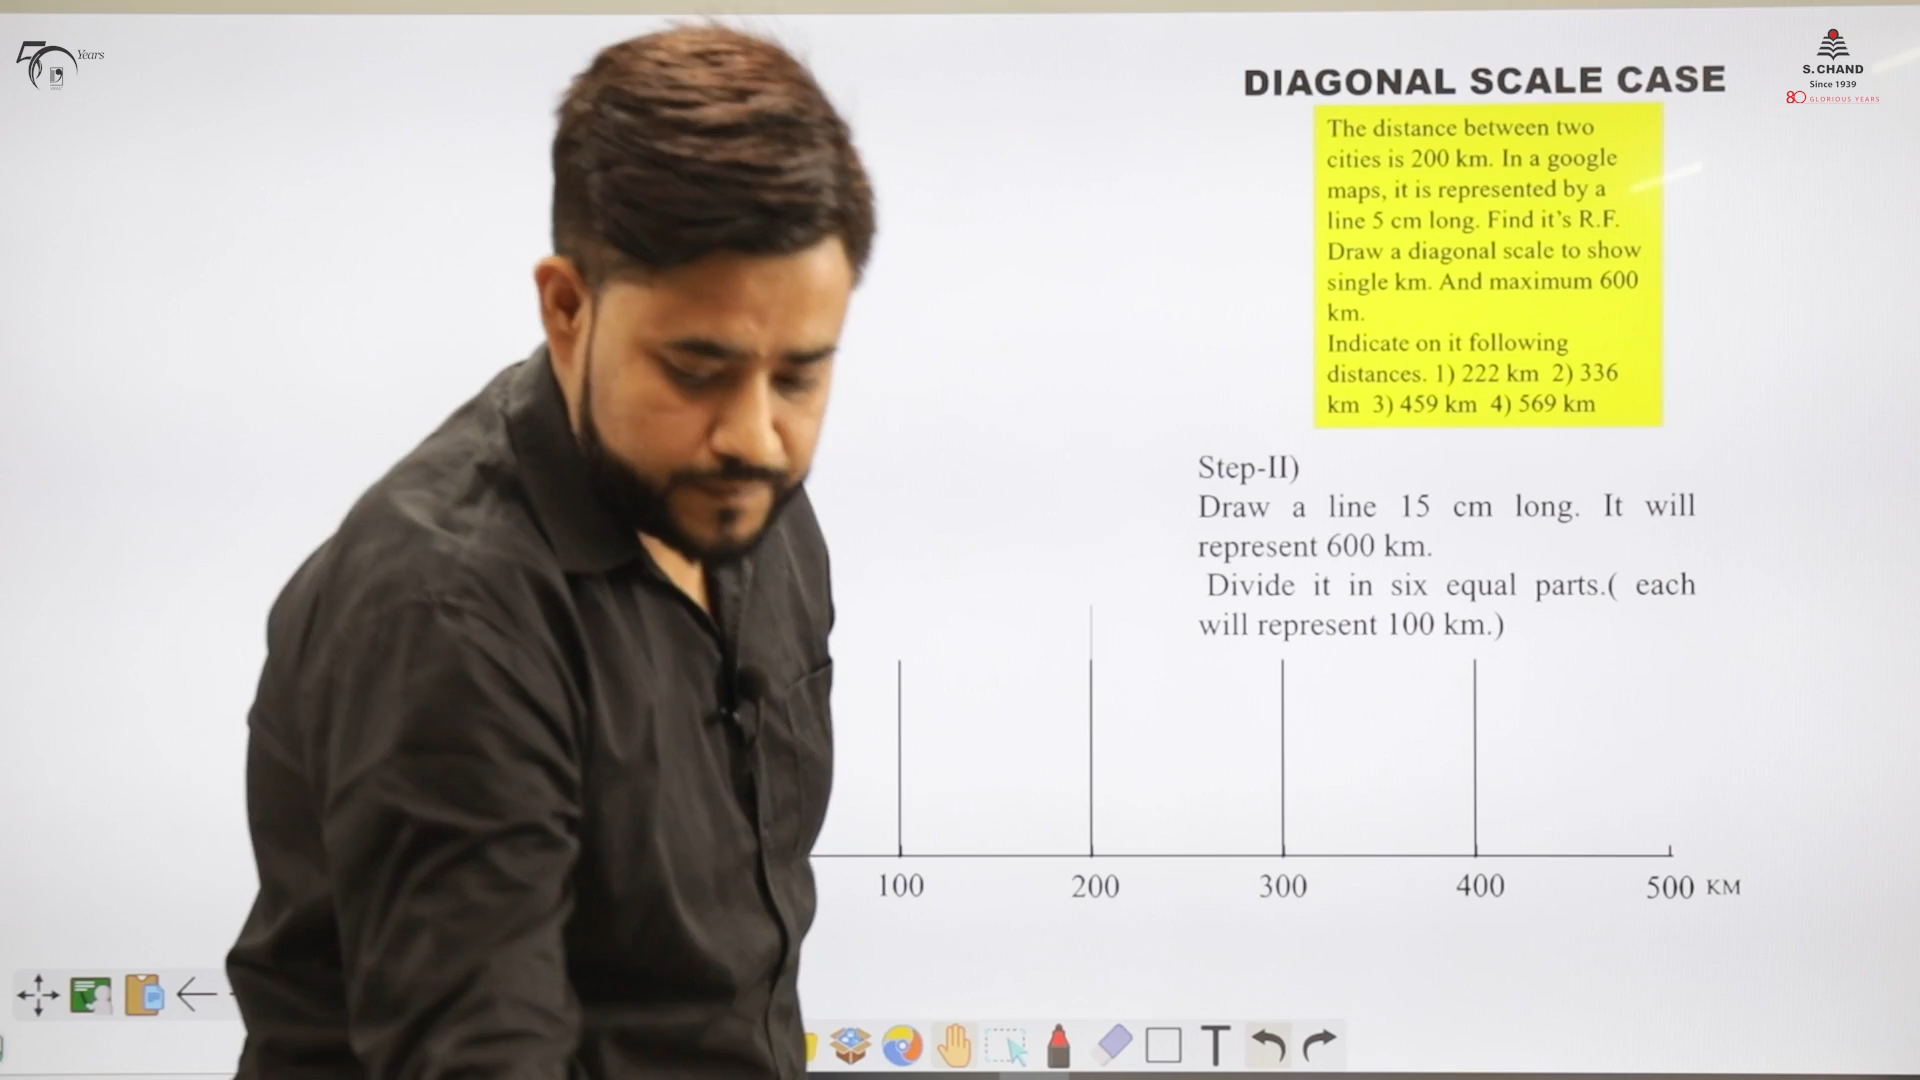 50 Years
DIAGONAL SCALE CASE
S. CHAND
Since 1939
80 GLORIOUS YEARS
The distance between two
cities is 200 km. In a google
maps, it is represented by a
line 5 cm long. Find it's R.F.
Draw a diagonal scale to show
single km. And maximum 600
km.
Indicate on it following
distances. 1) 222 km 2) 336
km 3) 459 km 4) 569 km
Step-II)
Draw a line 15 cm long. It will
represent 600 km.
Divide it in six equal parts.( each
will represent 100 km.)
100 200 300 400 500 KM
T